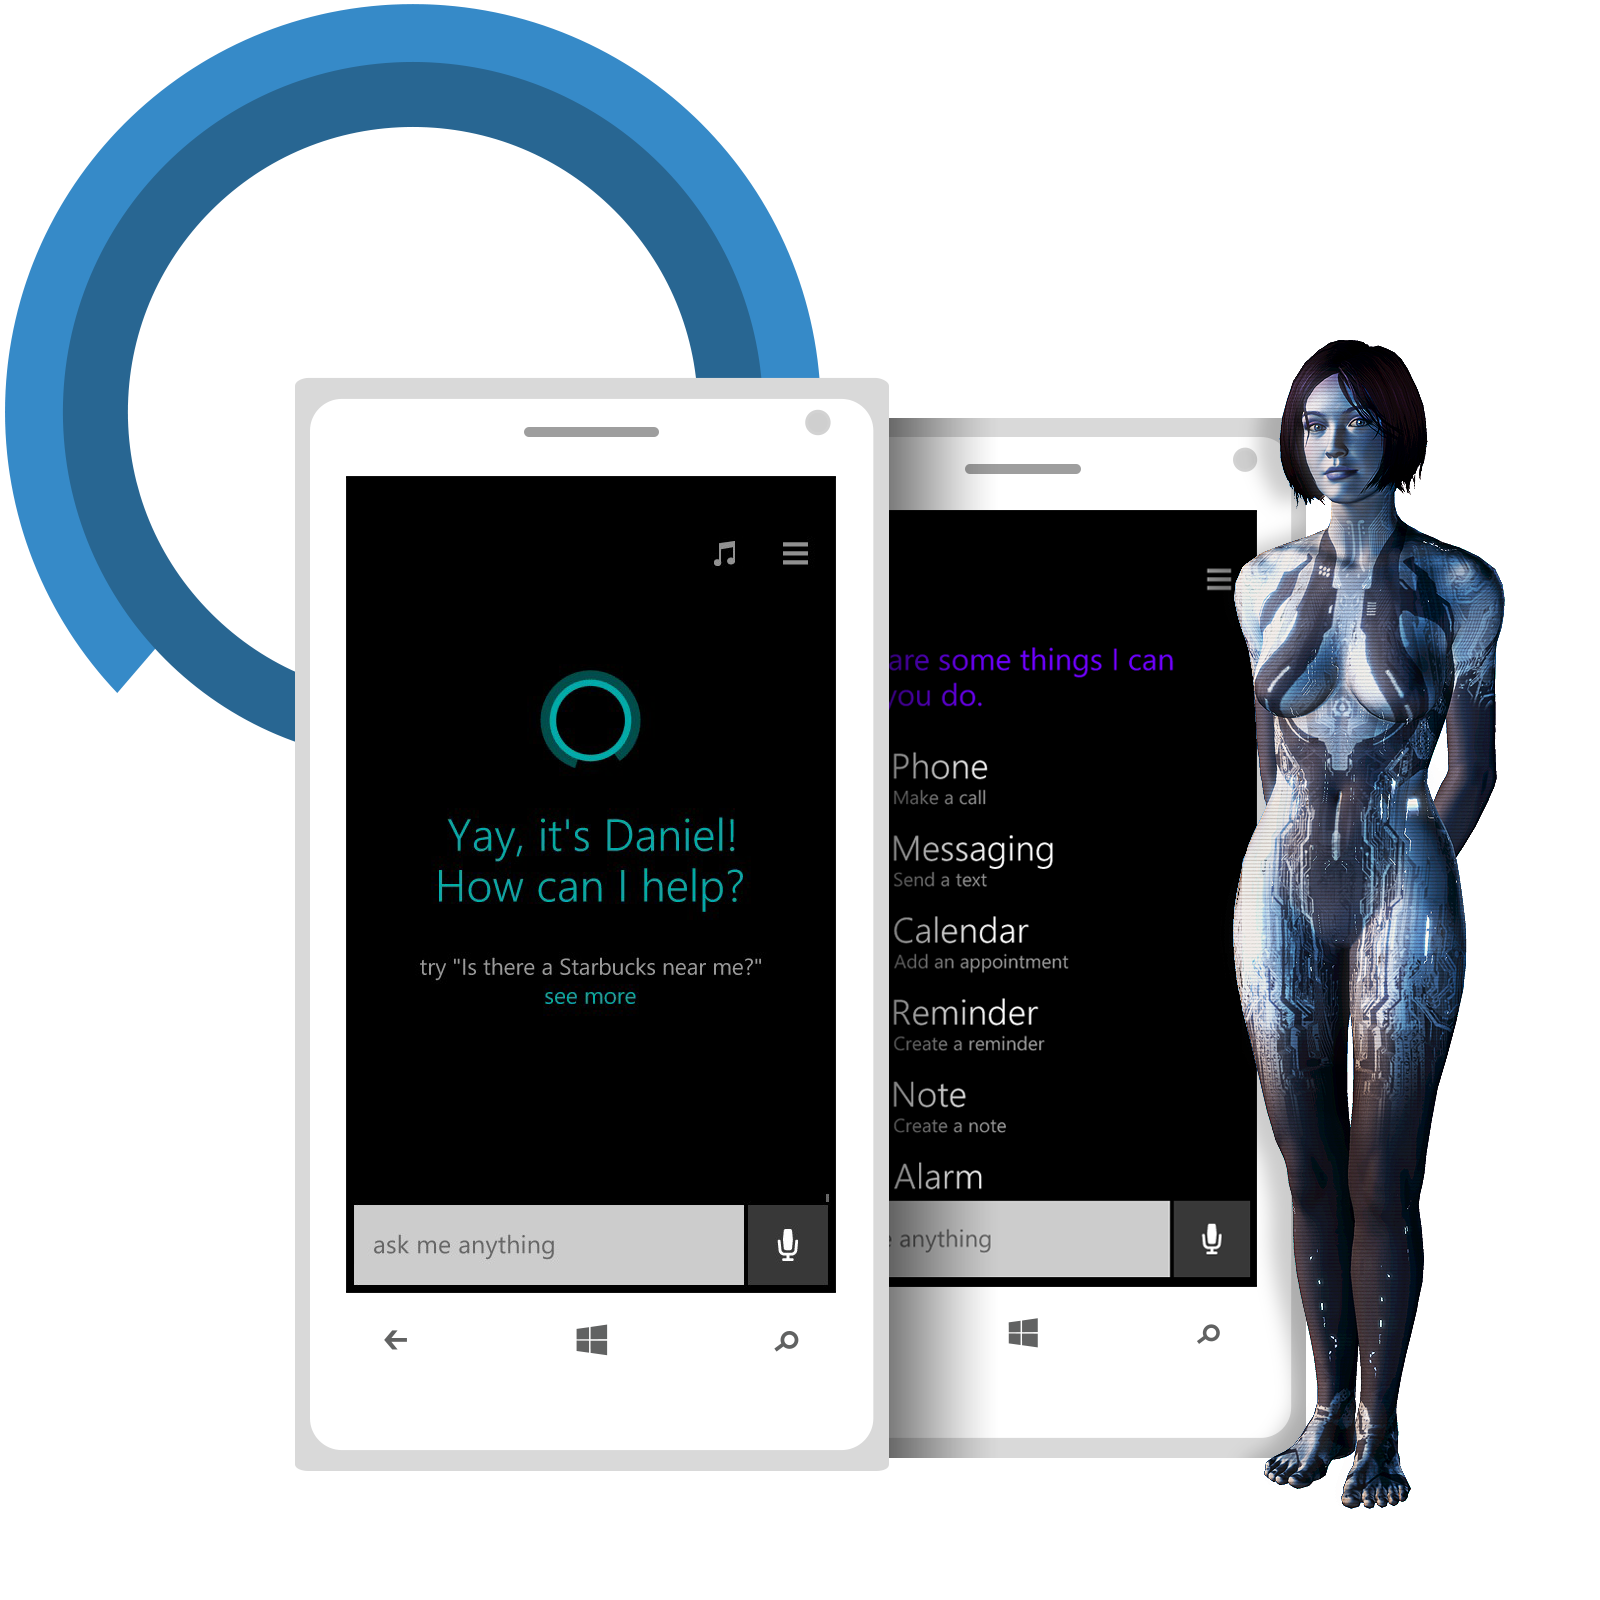 Yay, it's Daniel!
How can I help?
try "Is there a Starbucks near me?"
see more
ask me anything
are some things I can
you do.
Phone
Make a call
Messaging
Send a text
Calendar
Add an appointment
Reminder
Create a reminder
Note
Create a note
Alarm
anything